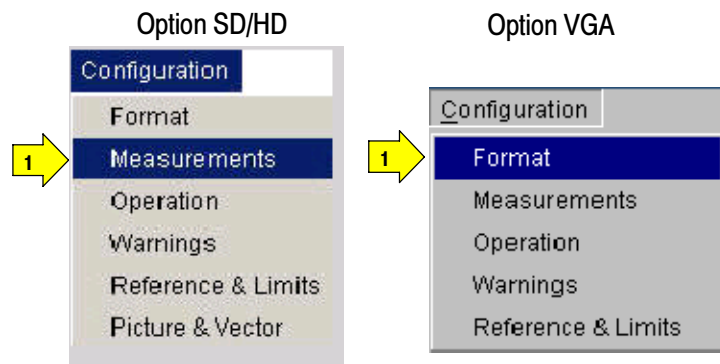 Option SD/HD
Configuration
Format
1
Measurements
Operation
Warnings
Reference & Limits
Picture & Vector
Option VGA
Configuration
1
Format
Measurements
Operation
Warnings
Reference & Limits